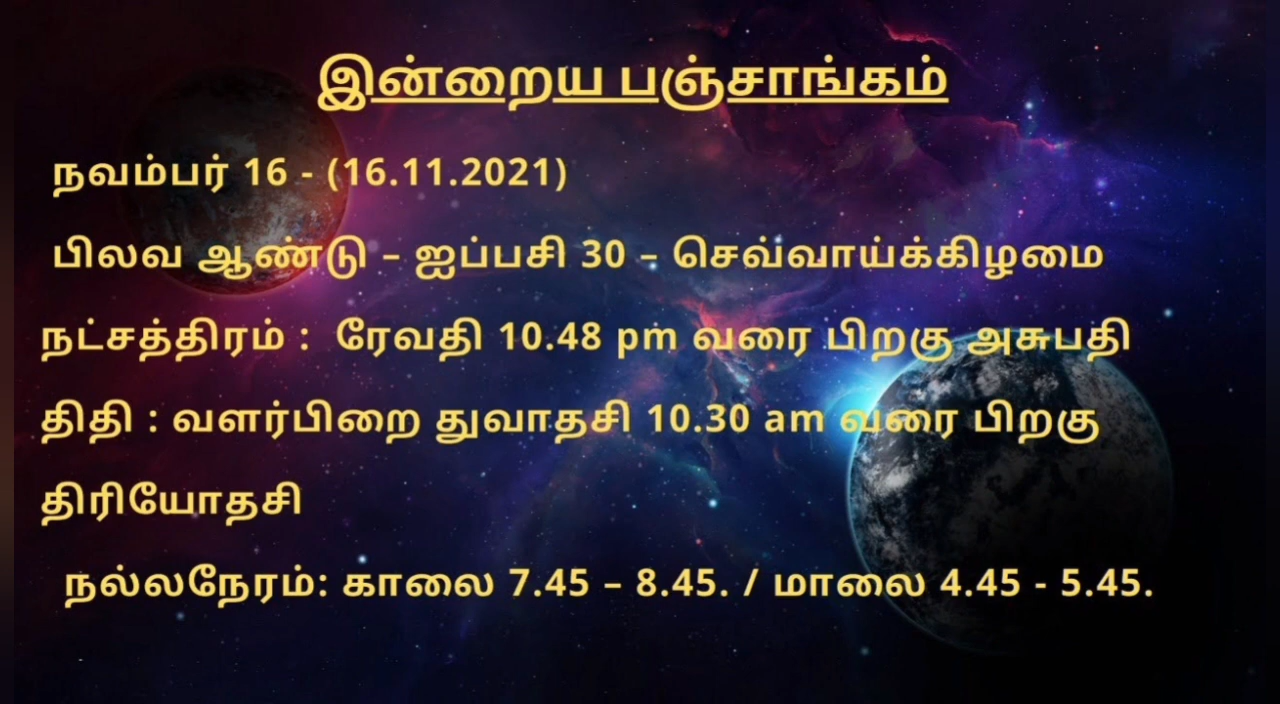 இன்றைய பஞ்சாங்கம்
நவம்பர் 16 - (16.11.2021)
பிலவ ஆண்டு – ஐப்பசி 30 – செவ்வாய்க்கிழமை
நட்சத்திரம் : ரேவதி 10.48 pm வரை பிறகு அசுபதி
திதி : வளர்பிறை துவாதசி 10.30 am வரை பிறகு
திரியோதசி
நல்லநேரம்: காலை 7.45 – 8.45. / மாலை 4.45 - 5.45.